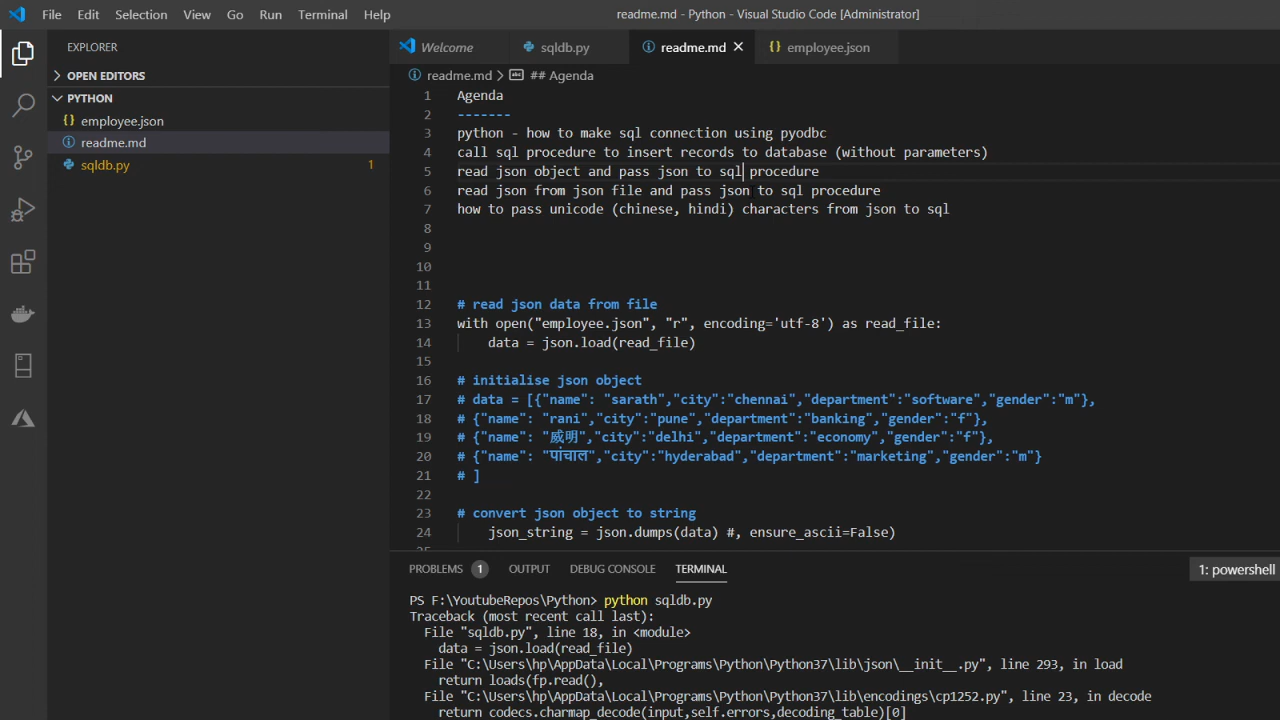 File Edit Selection View Go Run Terminal Help readme.md - Python - Visual Studio Code [Administrator]
EXPLORER
OPEN EDITORS
PYTHON
employee.json
readme.md
sqldb.py 1
Welcome sqldb.py readme.md employee.json
readme.md > ## Agenda
1 Agenda
2 -------
3 python - how to make sql connection using pyodbc
4 call sql procedure to insert records to database (without parameters)
5 read json object and pass json to sql procedure
6 read json from json file and pass json to sql procedure
7 how to pass unicode (chinese, hindi) characters from json to sql
8
9
10
11
12 # read json data from file
13 with open("employee.json", "r", encoding='utf-8') as read_file:
14 data = json.load(read_file)
15
16 # initialise json object
17 # data = [{"name": "sarath","city":"chennai","department":"software","gender":"m"},
18 # {"name": "rani","city":"pune","department":"banking","gender":"f"},
19 # {"name": "威明","city":"delhi","department":"economy","gender":"f"},
20 # {"name": "पांचाल","city":"hyderabad","department":"marketing","gender":"m"}
21 # ]
22
23 # convert json object to string
24 json_string = json.dumps(data) #, ensure_ascii=False)
25
PROBLEMS 1 OUTPUT DEBUG CONSOLE TERMINAL 1: powershell
PS F:\YoutubeRepos\Python> python sqldb.py
Traceback (most recent call last):
File "sqldb.py", line 18, in <module>
data = json.load(read_file)
File "C:\Users\hp\AppData\Local\Programs\Python\Python37\lib\json\__init__.py", line 293, in load
return loads(fp.read(),
File "C:\Users\hp\AppData\Local\Programs\Python\Python37\lib\encodings\cp1252.py", line 23, in decode
return codecs.charmap_decode(input,self.errors,decoding_table)[0]